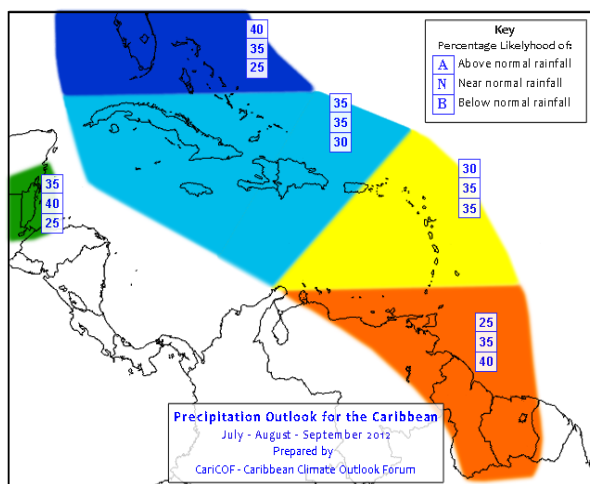 40
35
25
Key
Percentage Likelyhood of:
A Above normal rainfall
N Near normal rainfall
B Below normal rainfall
35
35
30
30
35
35
35
40
25
25
35
40
Precipitation Outlook for the Caribbean
July - August - September 2012
Prepared by
CariCOF - Caribbean Climate Outlook Forum